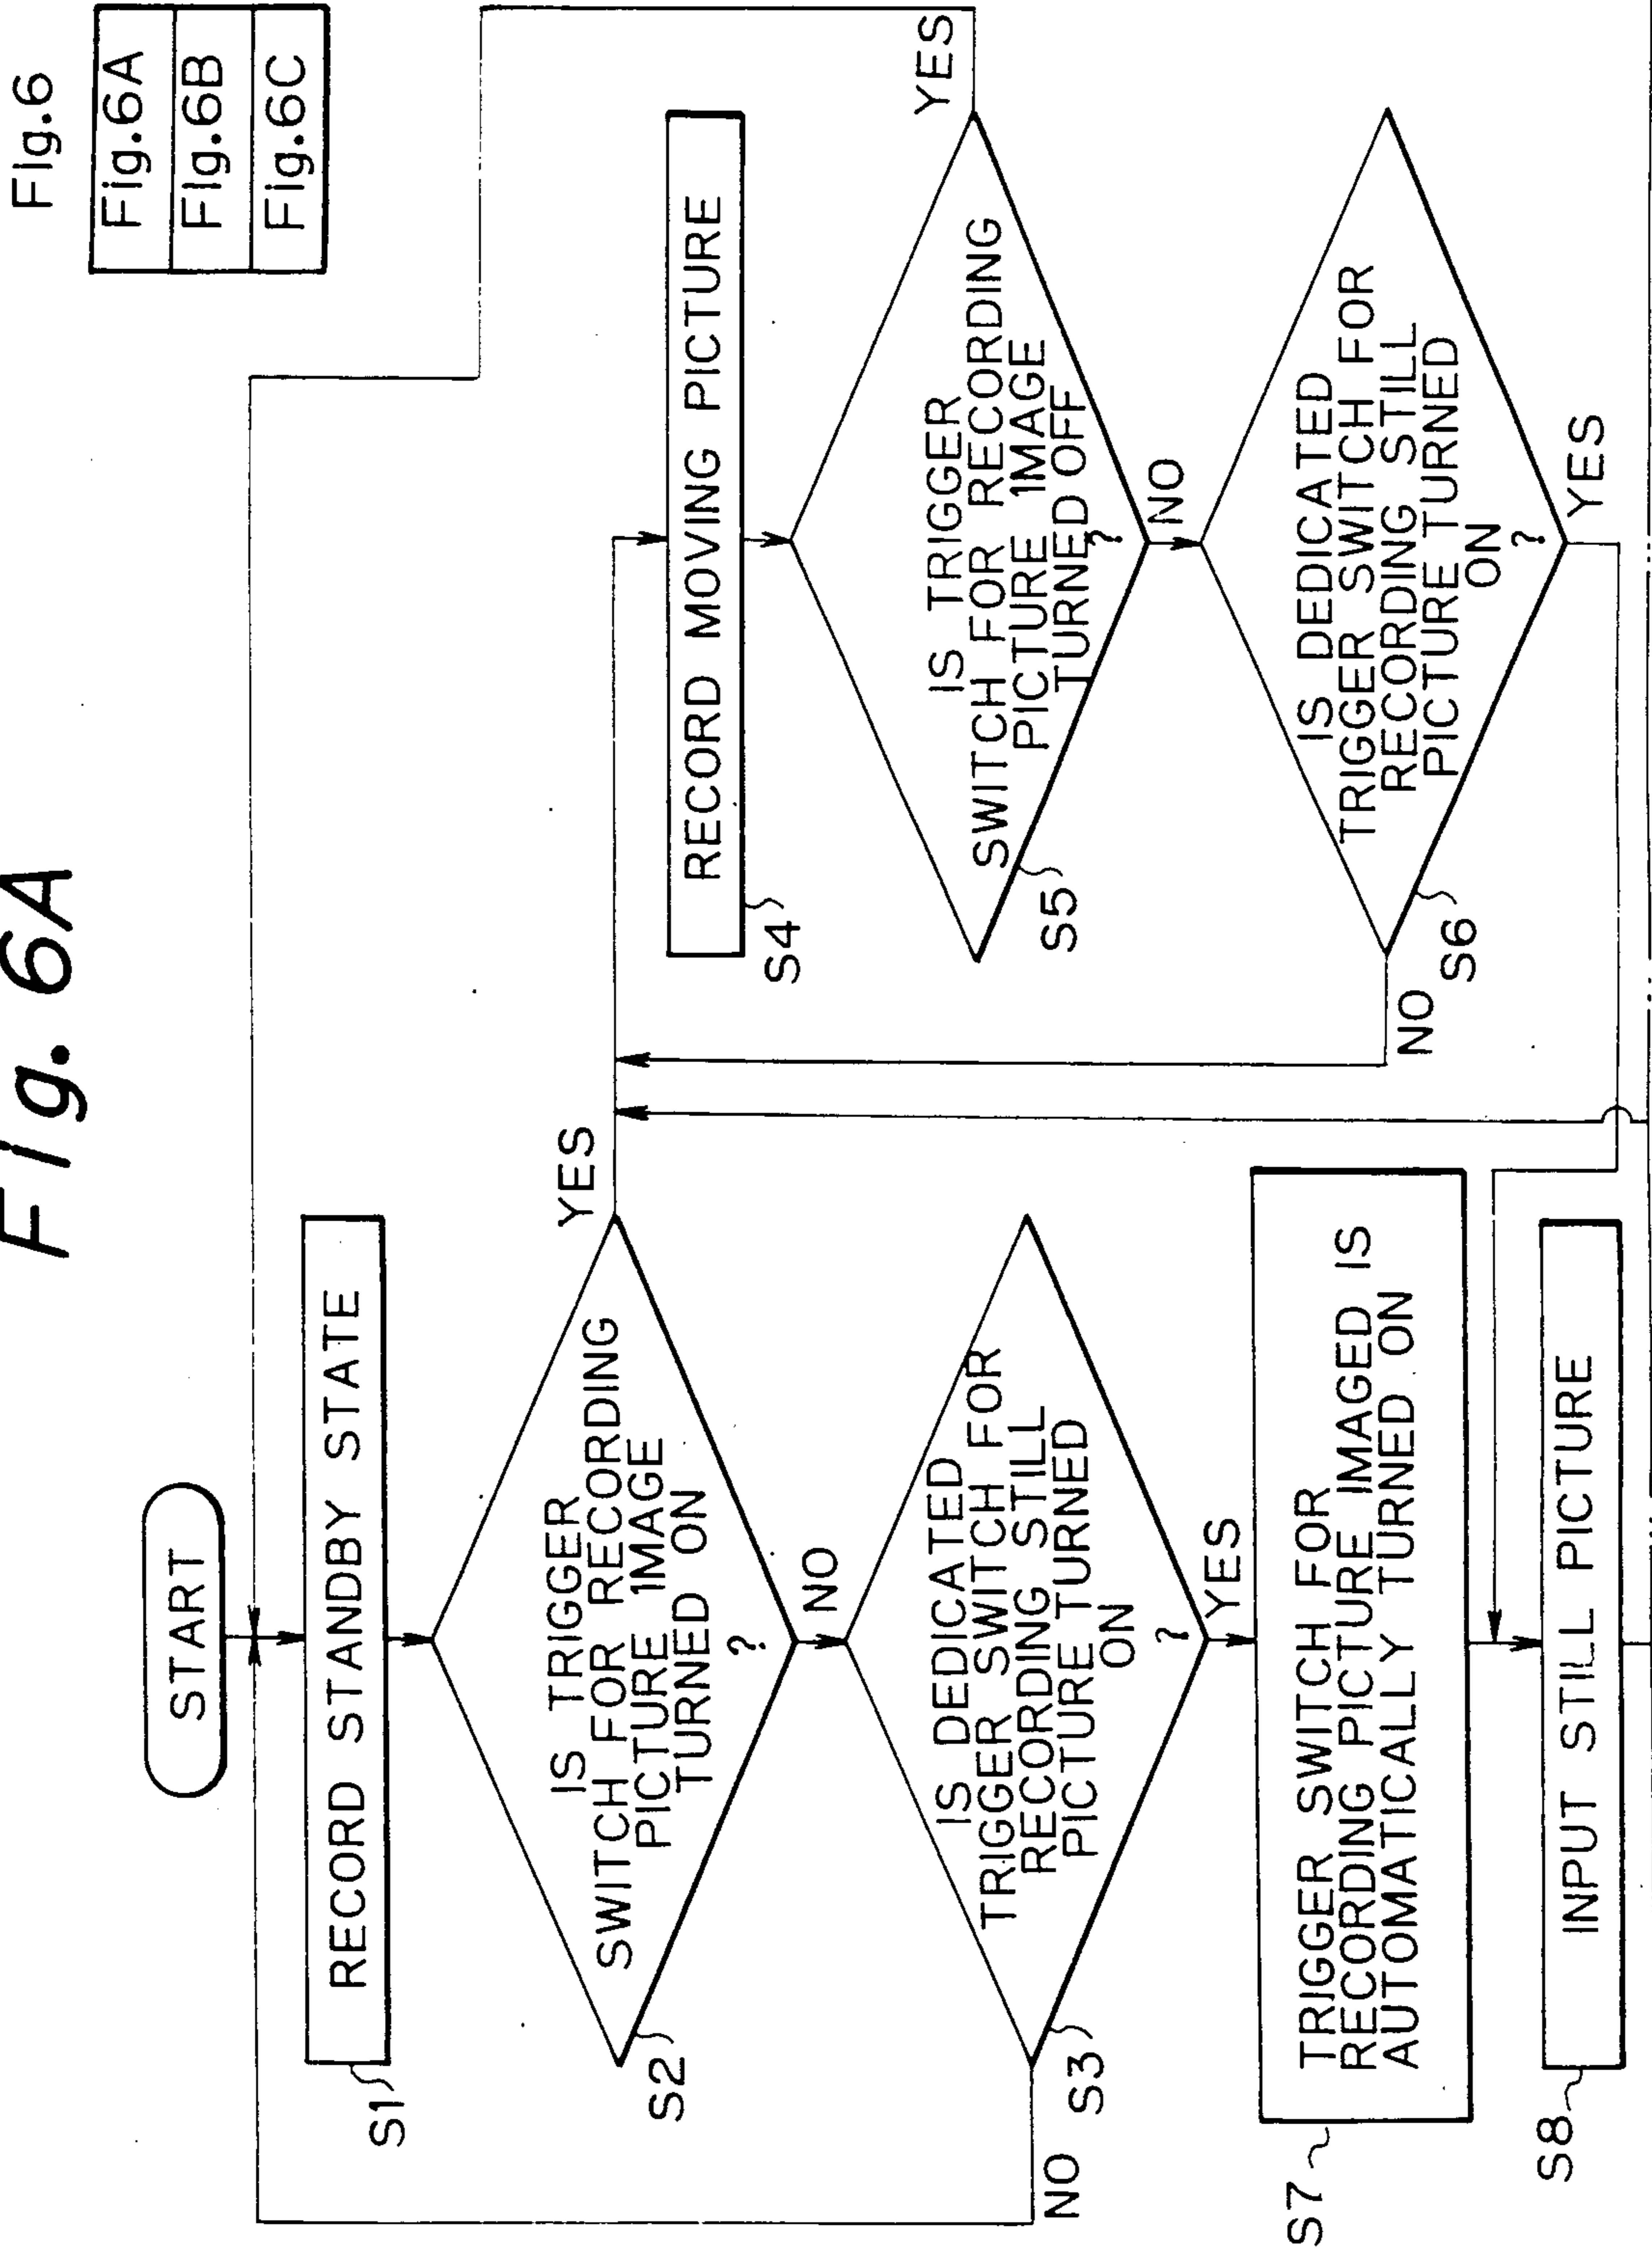 Fig. 6A
Fig.6
Fig.6A
Fig.6B
Fig.6C
START
RECORD STANDBY STATE
S1
IS TRIGGER
SWITCH FOR RECORDING
PICTURE IMAGE
TURNED ON
?
YES
NO
S2
IS DEDICATED
TRIGGER SWITCH FOR
RECORDING STILL
PICTURE TURNED
ON
?
NO
YES
S3
TRIGGER SWITCH FOR
RECORDING PICTURE IMAGED IS
AUTOMATICALLY TURNED ON
S7
INPUT STILL PICTURE
S8
RECORD MOVING PICTURE
S4
IS TRIGGER
SWITCH FOR RECORDING
PICTURE IMAGE
TURNED OFF
?
YES
NO
S5
IS DEDICATED
TRIGGER SWITCH FOR
RECORDING STILL
PICTURE TURNED
ON
?
NO
YES
S6